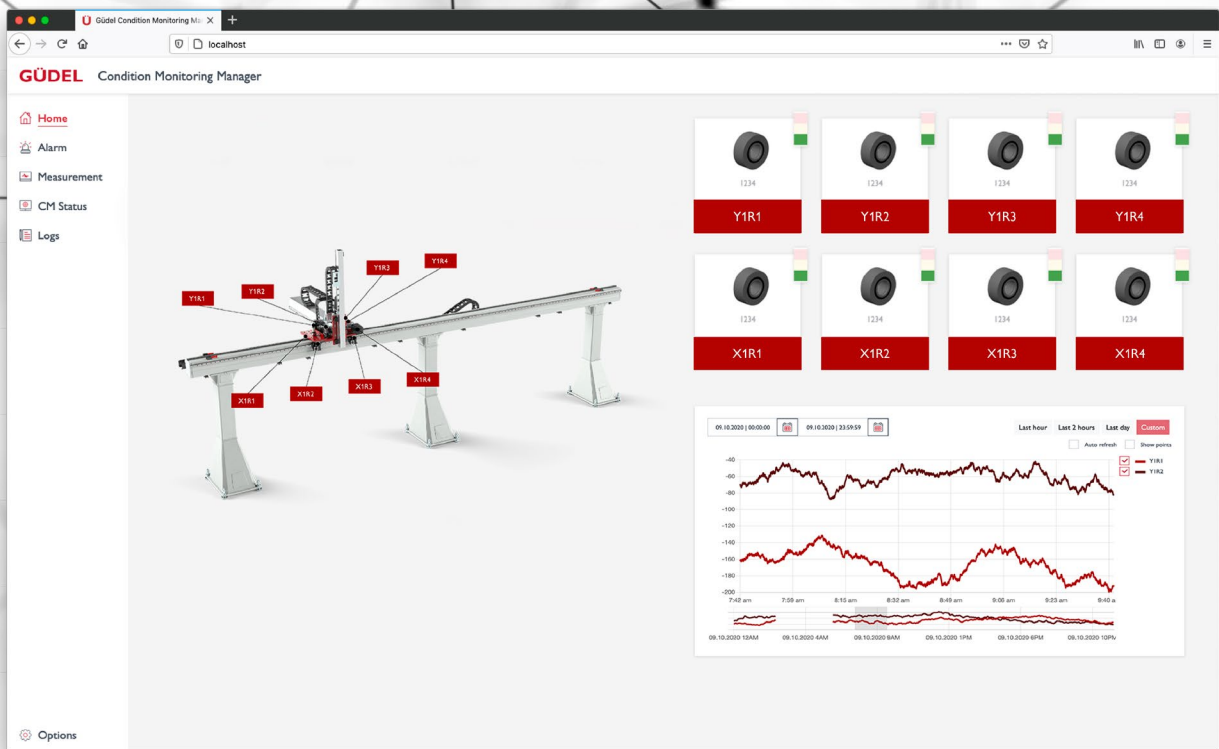 Güdel Condition Monitoring Ma
localhost
GÜDEL Condition Monitoring Manager
Home
Alarm
Measurement
CM Status
Logs
Options
Y1R1
Y1R2
Y1R3
Y1R4
X1R1
X1R2
X1R3
X1R4
1234 1234 1234 1234
Y1R1 Y1R2 Y1R3 Y1R4
1234 1234 1234 1234
X1R1 X1R2 X1R3 X1R4
09.10.2020 | 00:00:00 09.10.2020 | 23:59:59 Last hour Last 2 hours Last day Custom
Auto refresh Show points
Y1R1
Y1R2
-40
-60
-80
-100
-120
-140
-160
-180
-200
7:42 am 7:59 am 8:15 am 8:32 am 8:49 am 9:06 am 9:23 am 9:40 a
09.10.2020 12AM 09.10.2020 4AM 09.10.2020 9AM 09.10.2020 1PM 09.10.2020 6PM 09.10.2020 10PM